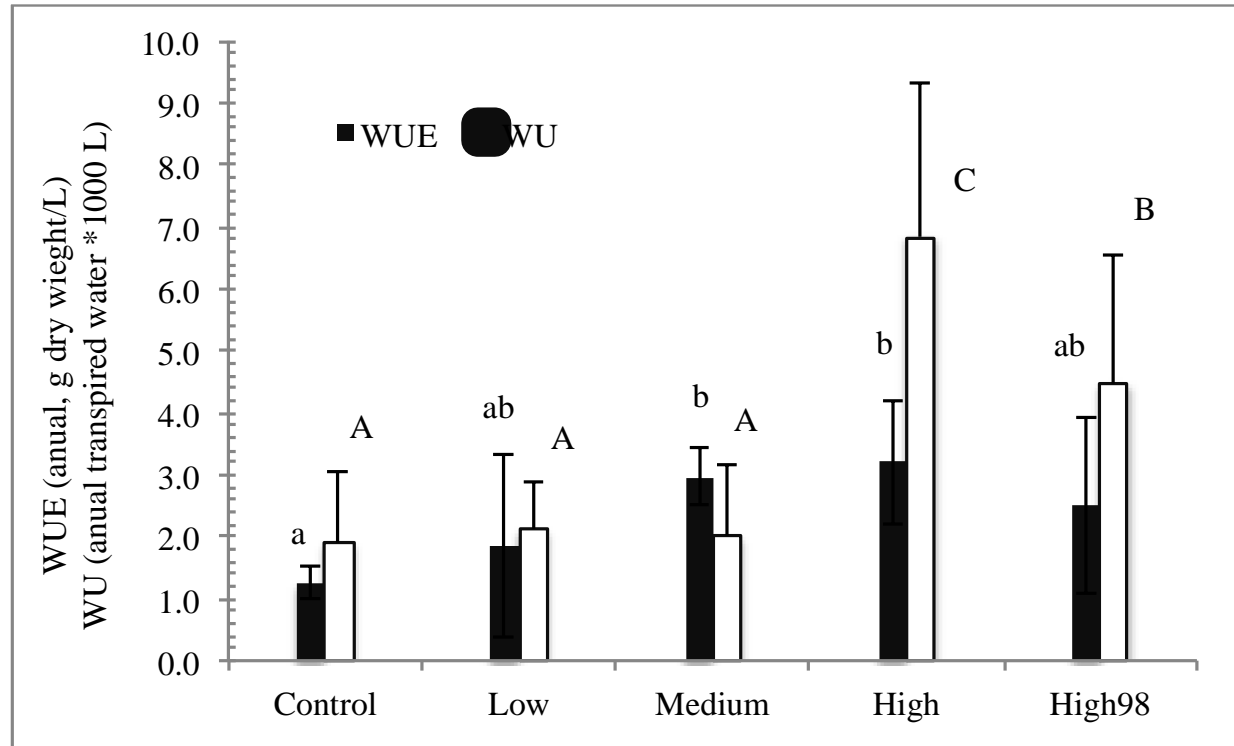 WUE (anual, g dry wieght/L)
WU (anual transpired water *1000 L)
10.0
9.0
8.0
7.0
6.0
5.0
4.0
3.0
2.0
1.0
0.0
WUE WU
a
A
ab
A
b
A
b
C
ab
B
Control Low Medium High High98